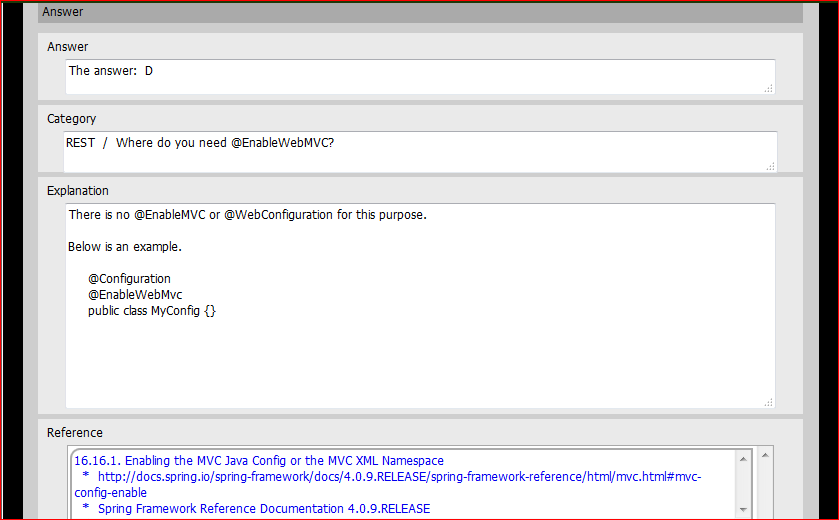 Answer
Answer
The answer:  D
Category
REST  /  Where do you need @EnableWebMVC?
Explanation
There is no @EnableMVC or @WebConfiguration for this purpose.
Below is an example.
@Configuration
@EnableWebMvc
public class MyConfig {}
Reference
16.16.1. Enabling the MVC Java Config or the MVC XML Namespace
*  http://docs.spring.io/spring-framework/docs/4.0.9.RELEASE/spring-framework-reference/html/mvc.html#mvc-
config-enable
*  Spring Framework Reference Documentation 4.0.9.RELEASE